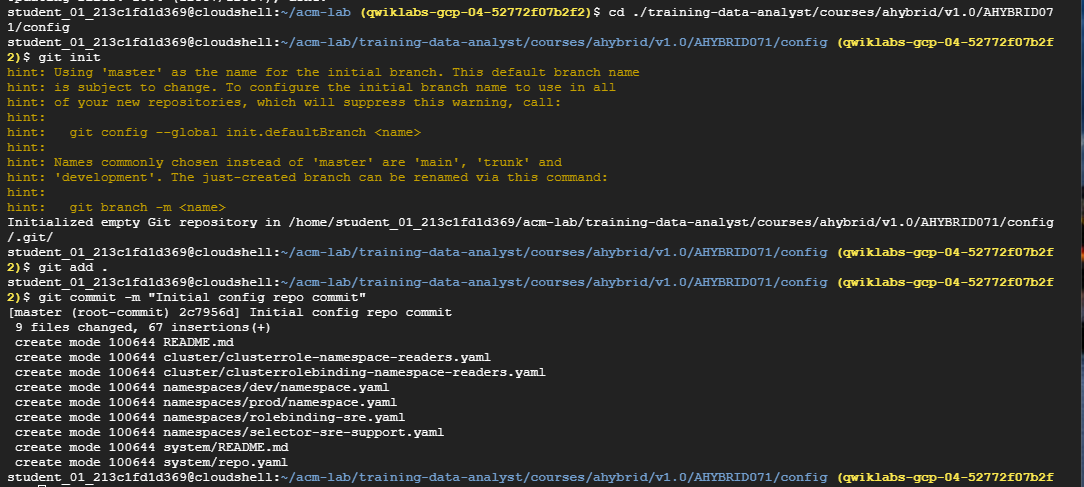 student_01_213c1fd1d369@cloudshell:~/acm-lab (qwiklabs-gcp-04-52772f07b2f2)$ cd ./training-data-analyst/courses/ahybrid/v1.0/AHYBRID07
1/config
student_01_213c1fd1d369@cloudshell:~/acm-lab/training-data-analyst/courses/ahybrid/v1.0/AHYBRID071/config (qwiklabs-gcp-04-52772f07b2f
2)$ git init
hint: Using 'master' as the name for the initial branch. This default branch name
hint: is subject to change. To configure the initial branch name to use in all
hint: of your new repositories, which will suppress this warning, call:
hint:
hint:   git config --global init.defaultBranch <name>
hint:
hint: Names commonly chosen instead of 'master' are 'main', 'trunk' and
hint: 'development'. The just-created branch can be renamed via this command:
hint:
hint:   git branch -m <name>
Initialized empty Git repository in /home/student_01_213c1fd1d369/acm-lab/training-data-analyst/courses/ahybrid/v1.0/AHYBRID071/config
/.git/
student_01_213c1fd1d369@cloudshell:~/acm-lab/training-data-analyst/courses/ahybrid/v1.0/AHYBRID071/config (qwiklabs-gcp-04-52772f07b2f
2)$ git add .
student_01_213c1fd1d369@cloudshell:~/acm-lab/training-data-analyst/courses/ahybrid/v1.0/AHYBRID071/config (qwiklabs-gcp-04-52772f07b2f
2)$ git commit -m "Initial config repo commit"
[master (root-commit) 2c7956d] Initial config repo commit
 9 files changed, 67 insertions(+)
 create mode 100644 README.md
 create mode 100644 cluster/clusterrole-namespace-readers.yaml
 create mode 100644 cluster/clusterrolebinding-namespace-readers.yaml
 create mode 100644 namespaces/dev/namespace.yaml
 create mode 100644 namespaces/prod/namespace.yaml
 create mode 100644 namespaces/rolebinding-sre.yaml
 create mode 100644 namespaces/selector-sre-support.yaml
 create mode 100644 system/README.md
 create mode 100644 system/repo.yaml
student_01_213c1fd1d369@cloudshell:~/acm-lab/training-data-analyst/courses/ahybrid/v1.0/AHYBRID071/config (qwiklabs-gcp-04-52772f07b2f